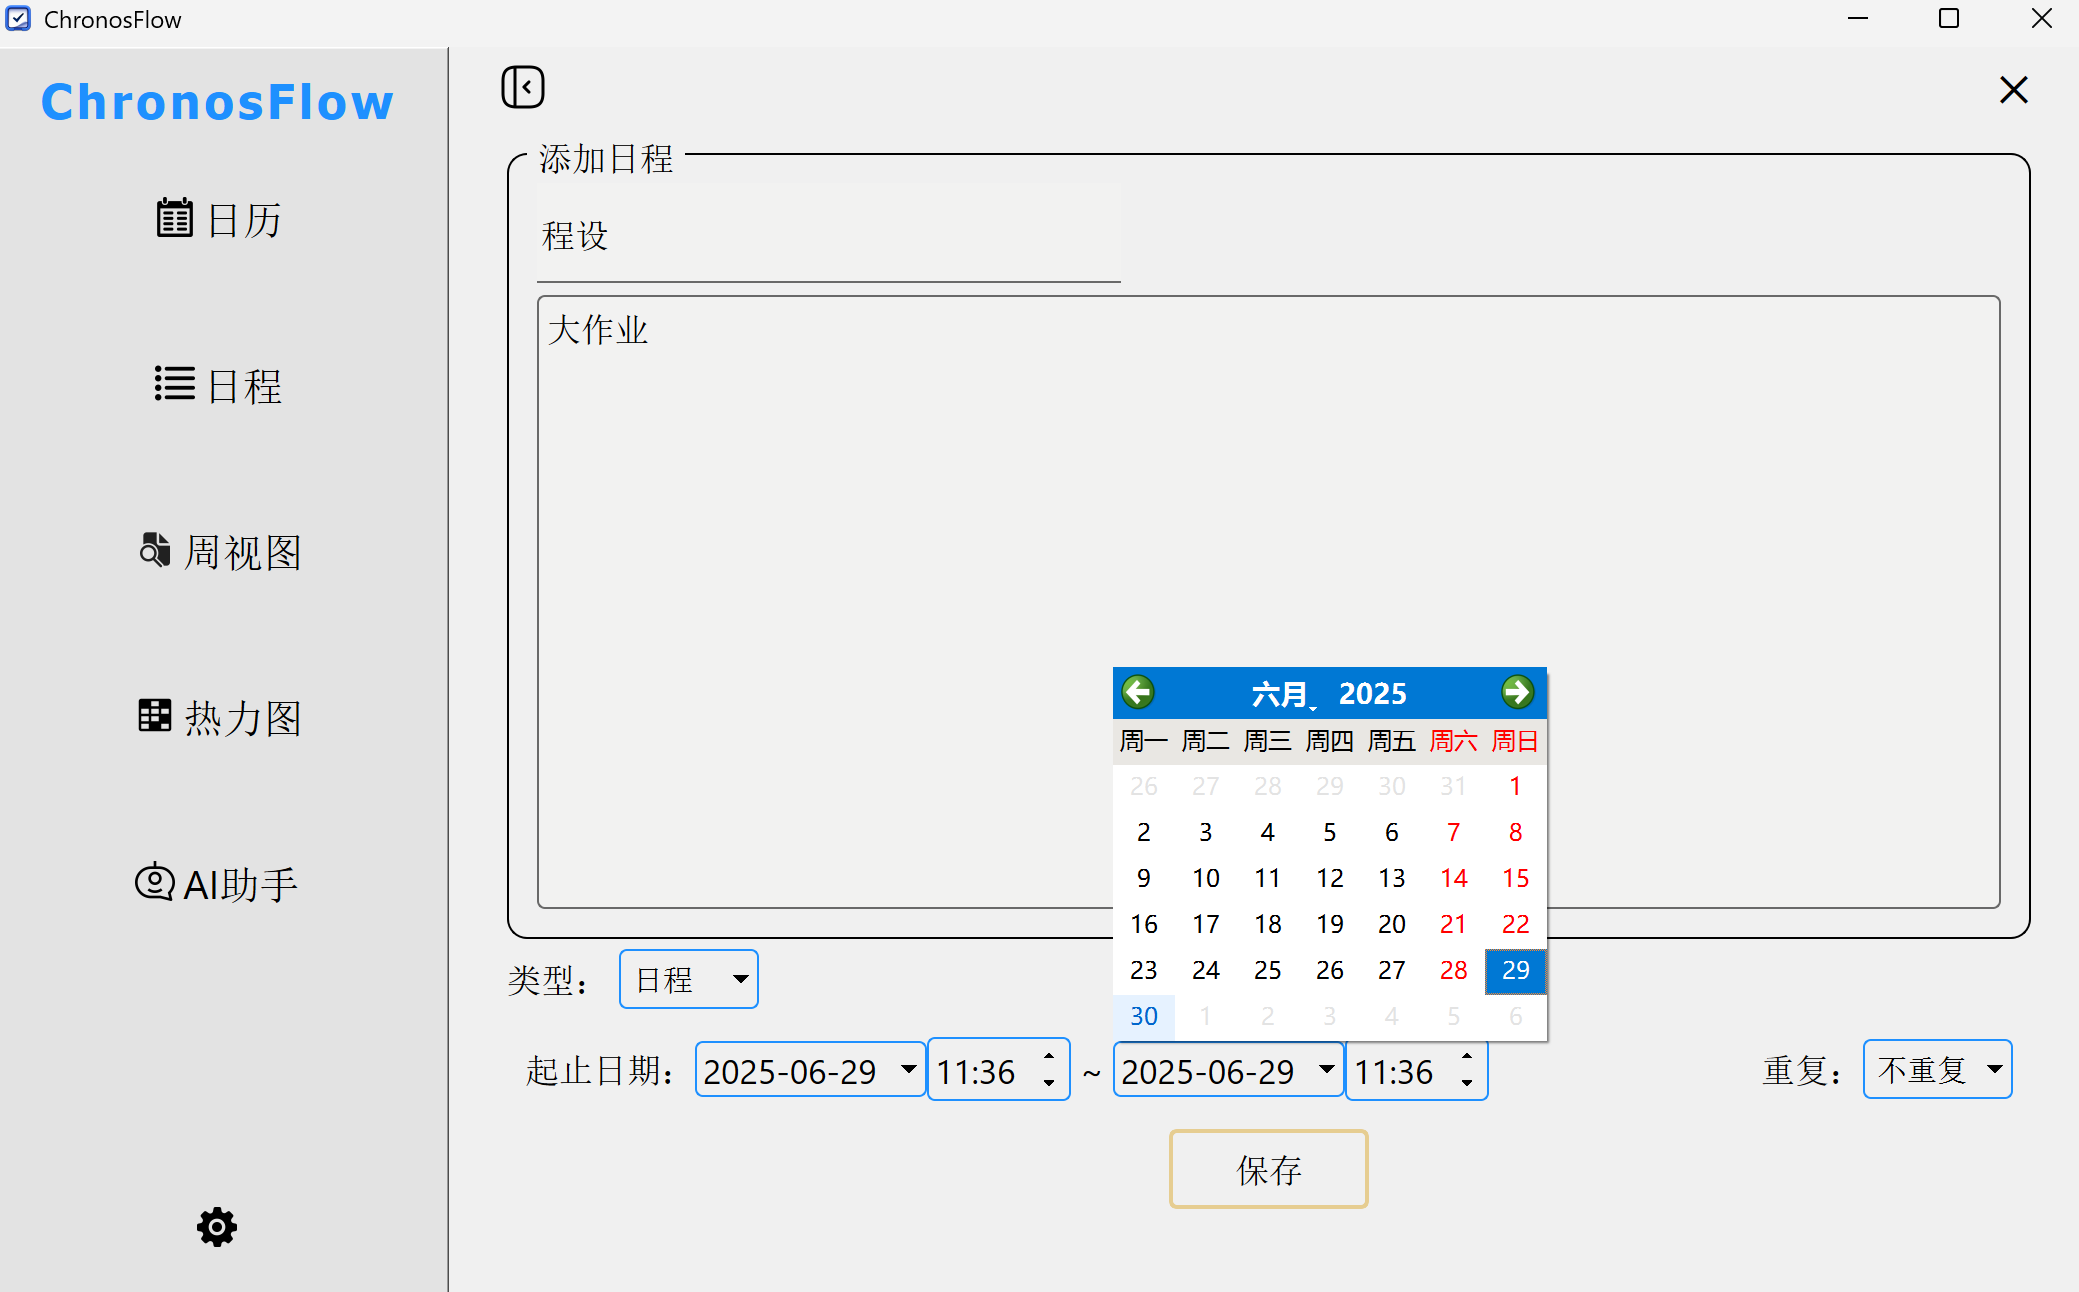 ChronosFlow
ChronosFlow
日历
日程
周视图
热力图
AI助手
添加日程
程设
大作业
六月 2025
周一 周二 周三 周四 周五 周六 周日
26 27 28 29 30 31 1
2 3 4 5 6 7 8
9 10 11 12 13 14 15
16 17 18 19 20 21 22
23 24 25 26 27 28 29
30 1 2 3 4 5 6
类型： 日程
起止日期： 2025-06-29 11:36 ~ 2025-06-29 11:36 重复： 不重复
保存